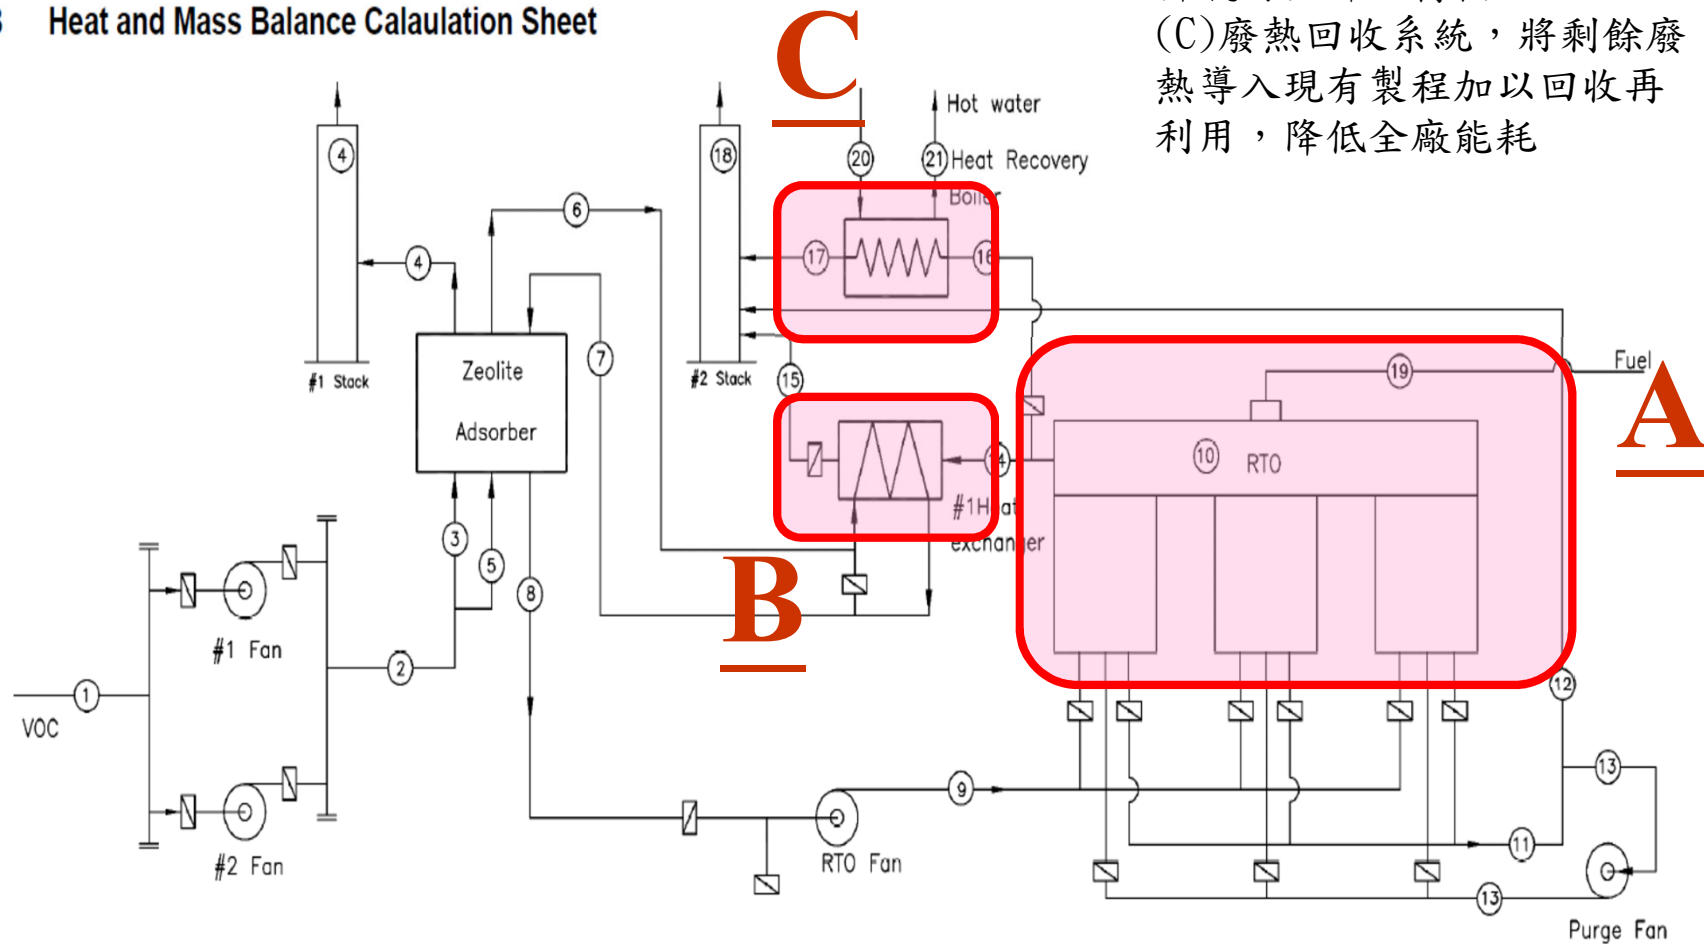 Heat and Mass Balance Calaulation Sheet
(C)廢熱回收系統，將剩餘廢
熱導入現有製程加以回收再
利用，降低全廠能耗
C
Hot water
4
18
20
21
Heat Recovery
Boiler
6
4
17
16
7
Zeolite
Adsorber
#1 Stack
#2 Stack
15
19
Fuel
A
10
RTO
14
#1Heat
exchanger
3
5
8
B
#1 Fan
2
1
VOC
12
13
9
11
#2 Fan
RTO Fan
13
Purge Fan